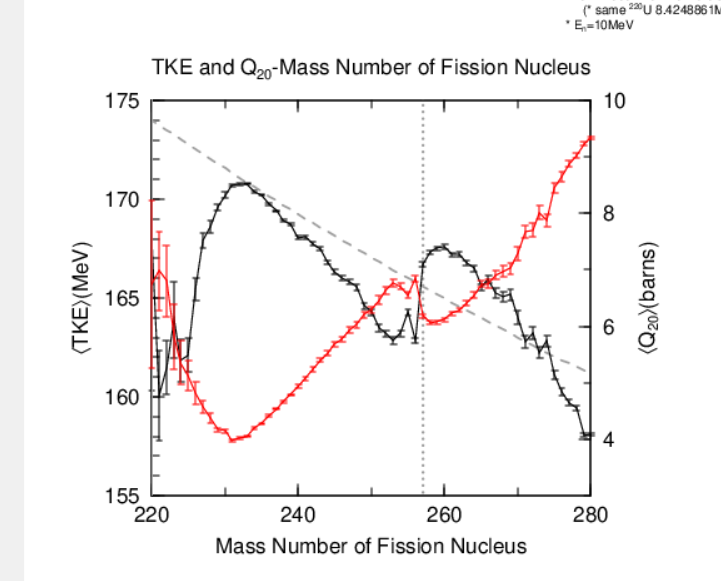 (* same ²²⁰U 8.4248861M
* Eₙ=10MeV
TKE and Q₂₀-Mass Number of Fission Nucleus
175
170
165
160
155
⟨TKE⟩(MeV)
10
8
6
4
⟨Q₂₀⟩(barns)
220 240 260 280
Mass Number of Fission Nucleus